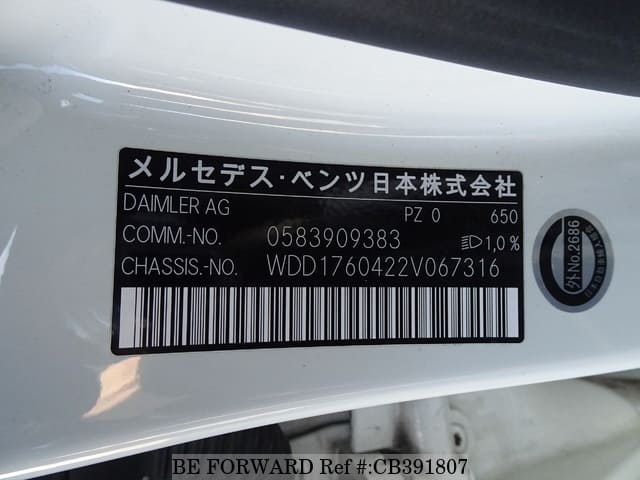 メルセデス・ベンツ日本株式会社
DAIMLER AG PZ 0 650
COMM.-NO. 0583909383 1,0%
CHASSIS.-NO. WDD1760422V067316
外No.2686
BE FORWARD Ref #:CB391807